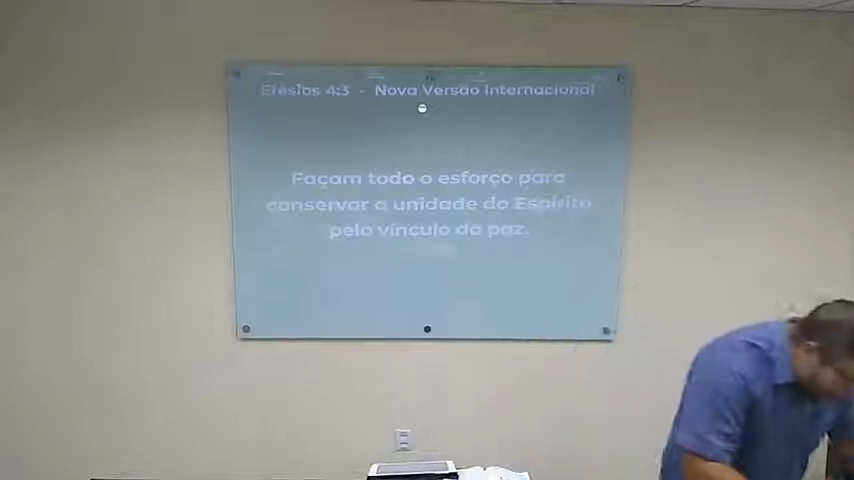 Efésios 4:3 - Nova Versão Internacional
Façam todo o esforço para
conservar a unidade do Espírito
pelo vínculo da paz.